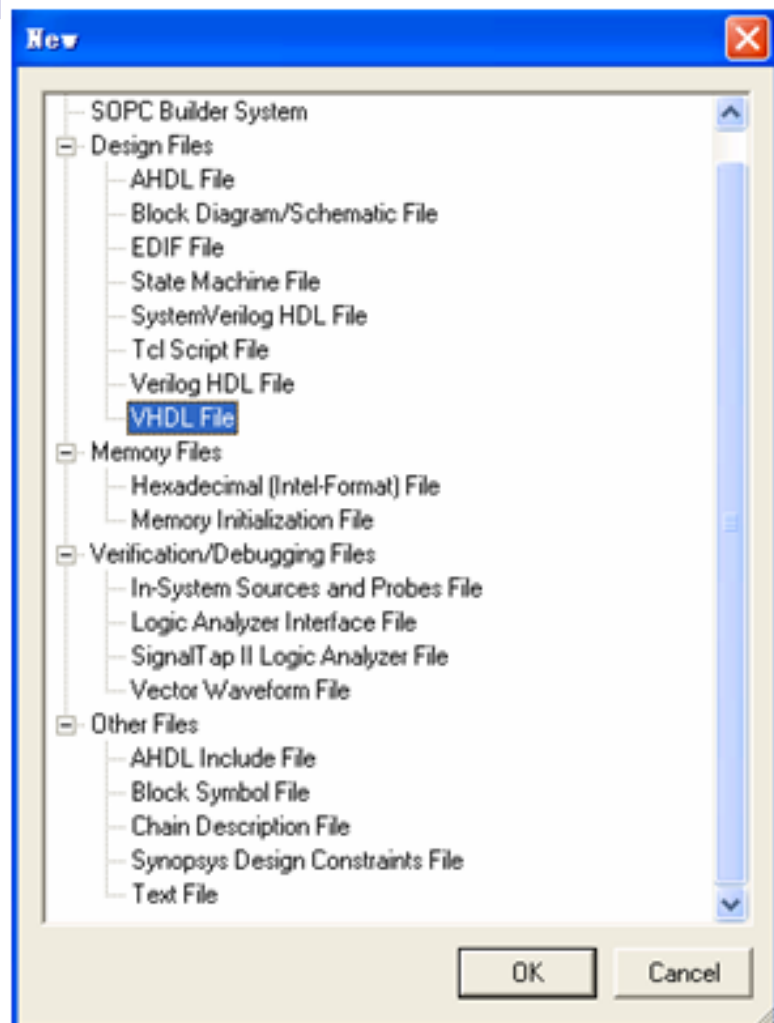 New
SOPC Builder System
Design Files
AHDL File
Block Diagram/Schematic File
EDIF File
State Machine File
SystemVerilog HDL File
Tcl Script File
Verilog HDL File
VHDL File
Memory Files
Hexadecimal (Intel-Format) File
Memory Initialization File
Verification/Debugging Files
In-System Sources and Probes File
Logic Analyzer Interface File
SignalTap II Logic Analyzer File
Vector Waveform File
Other Files
AHDL Include File
Block Symbol File
Chain Description File
Synopsys Design Constraints File
Text File
OK
Cancel